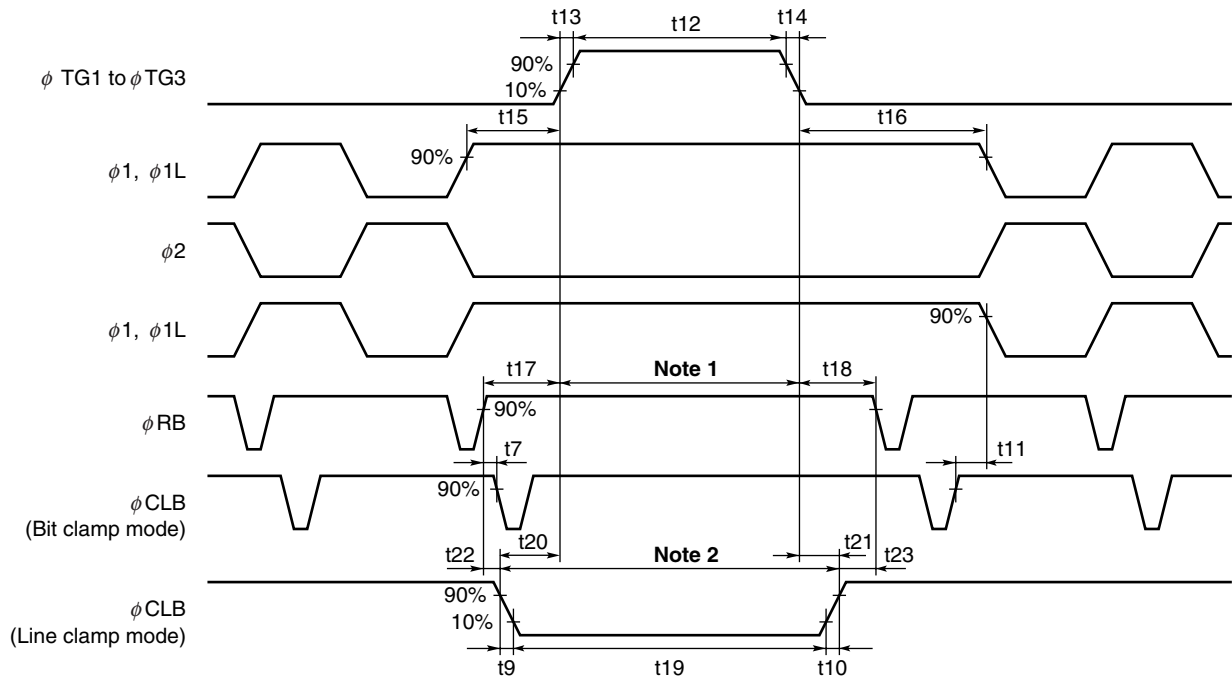 t13 t12 t14
90%
φ TG1 to φTG3
10%
t15 t16
90%
φ1, φ1L
φ2
φ1, φ1L
90%
t17 Note 1 t18
φRB
90%
t7 t11
90%
φCLB
(Bit clamp mode)
t20 t21
t22 Note 2 t23
φCLB
90%
(Line clamp mode)
10%
t9 t19 t10